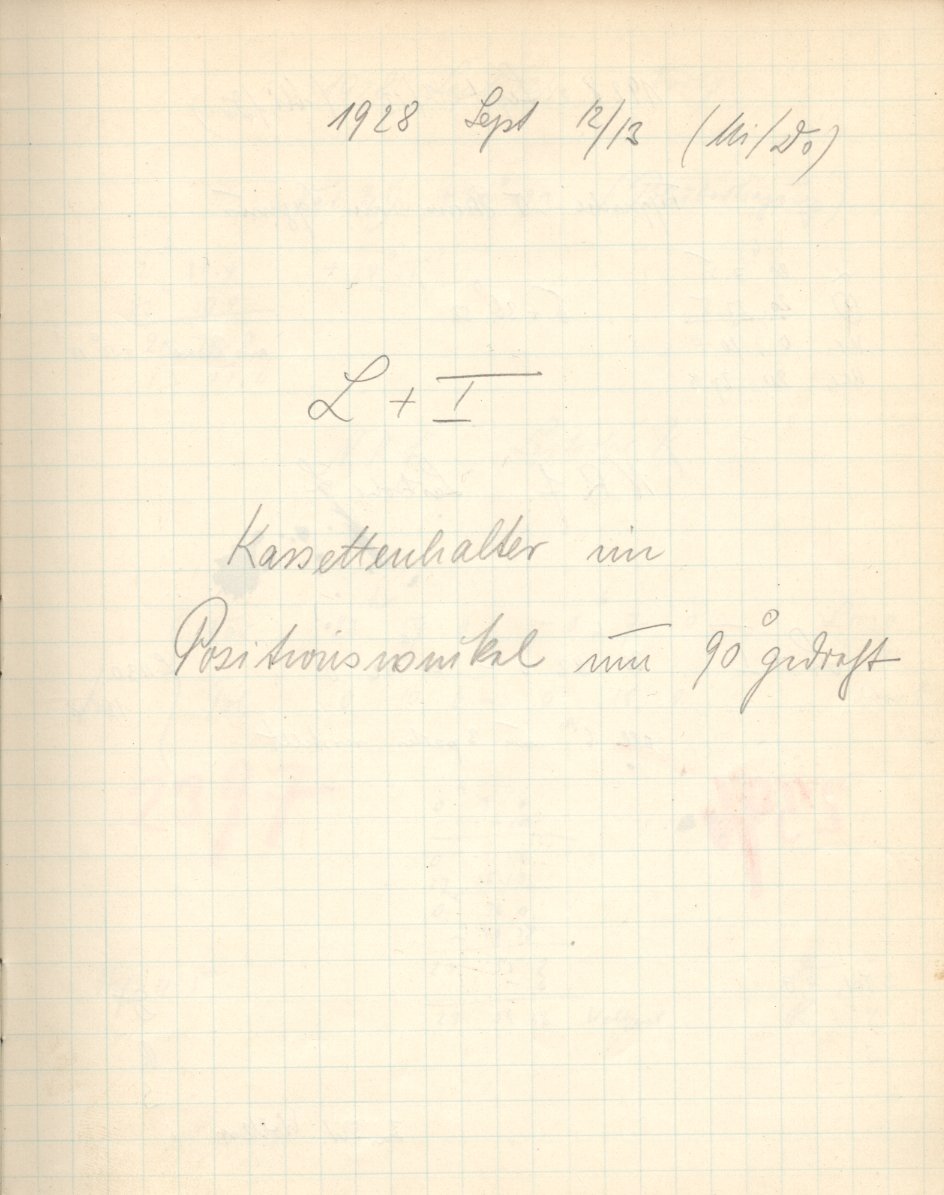 1928 Sept 12/13 (Mi/Do)
L + I
Kassettenhalter im
Positionswinkel um 90° gedreht